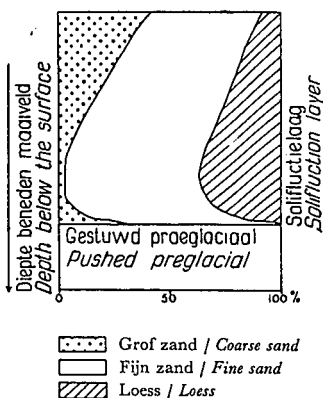 Diepte beneden maaiveld
Depth below the surface
Gestuwd praeglaciaal
Pushed preglacial
Solifluctielaag
Solifluction layer
0 50 100 %
Grof zand / Coarse sand
Fijn zand / Fine sand
Loess / Loess